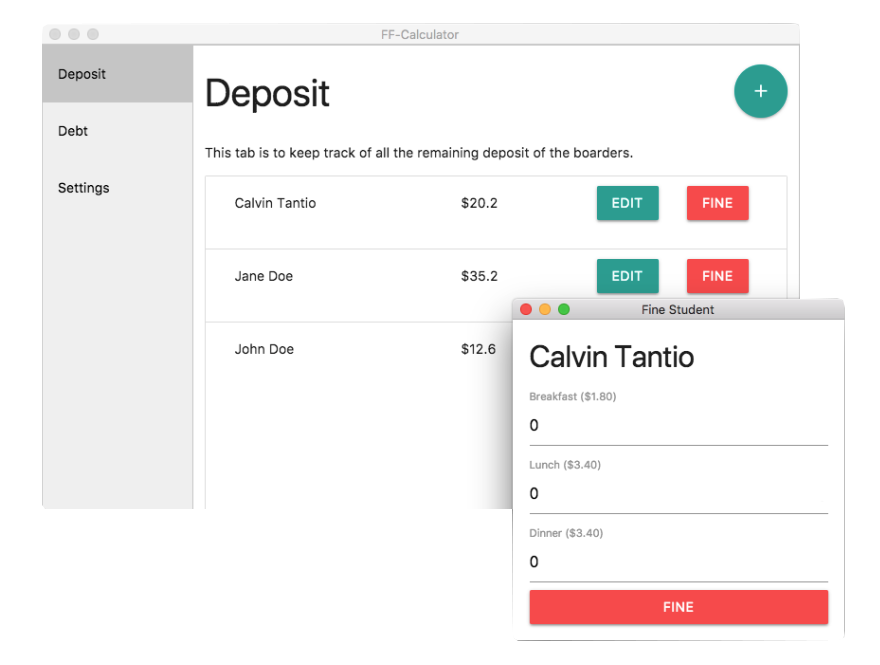 FF-Calculator
Deposit
Debt
Settings
Deposit
+
This tab is to keep track of all the remaining deposit of the boarders.
Calvin Tantio $20.2 EDIT FINE
Jane Doe $35.2 EDIT FINE
John Doe $12.6
Fine Student
Calvin Tantio
Breakfast ($1.80)
0
Lunch ($3.40)
0
Dinner ($3.40)
0
FINE